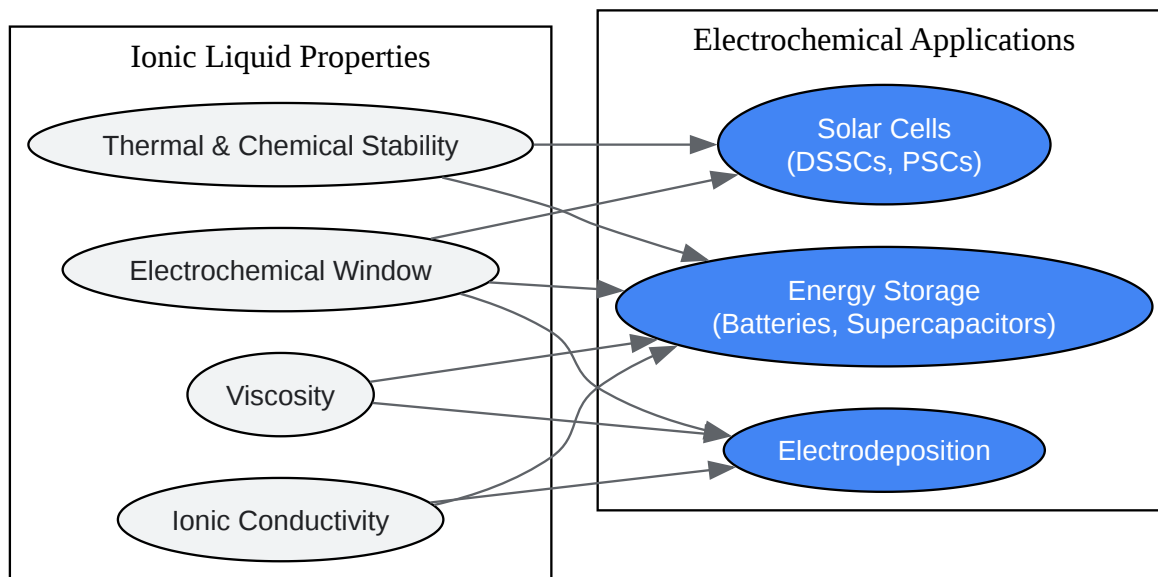 Ionic Liquid Properties
Thermal & Chemical Stability
Electrochemical Window
Viscosity
Ionic Conductivity
Electrochemical Applications
Solar Cells
(DSSCs, PSCs)
Energy Storage
(Batteries, Supercapacitors)
Electrodeposition